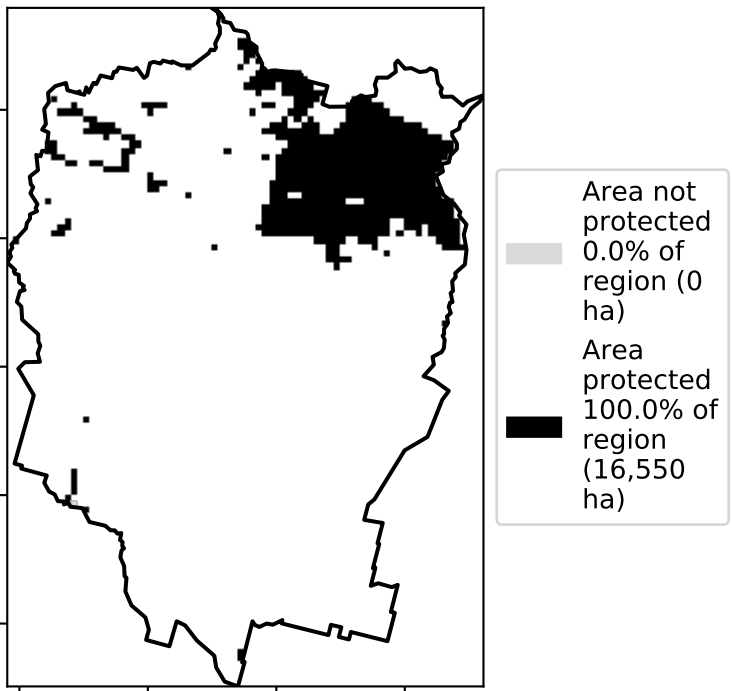 Area not
protected
0.0% of
region (0
ha)
Area
protected
100.0% of
region
(16,550
ha)